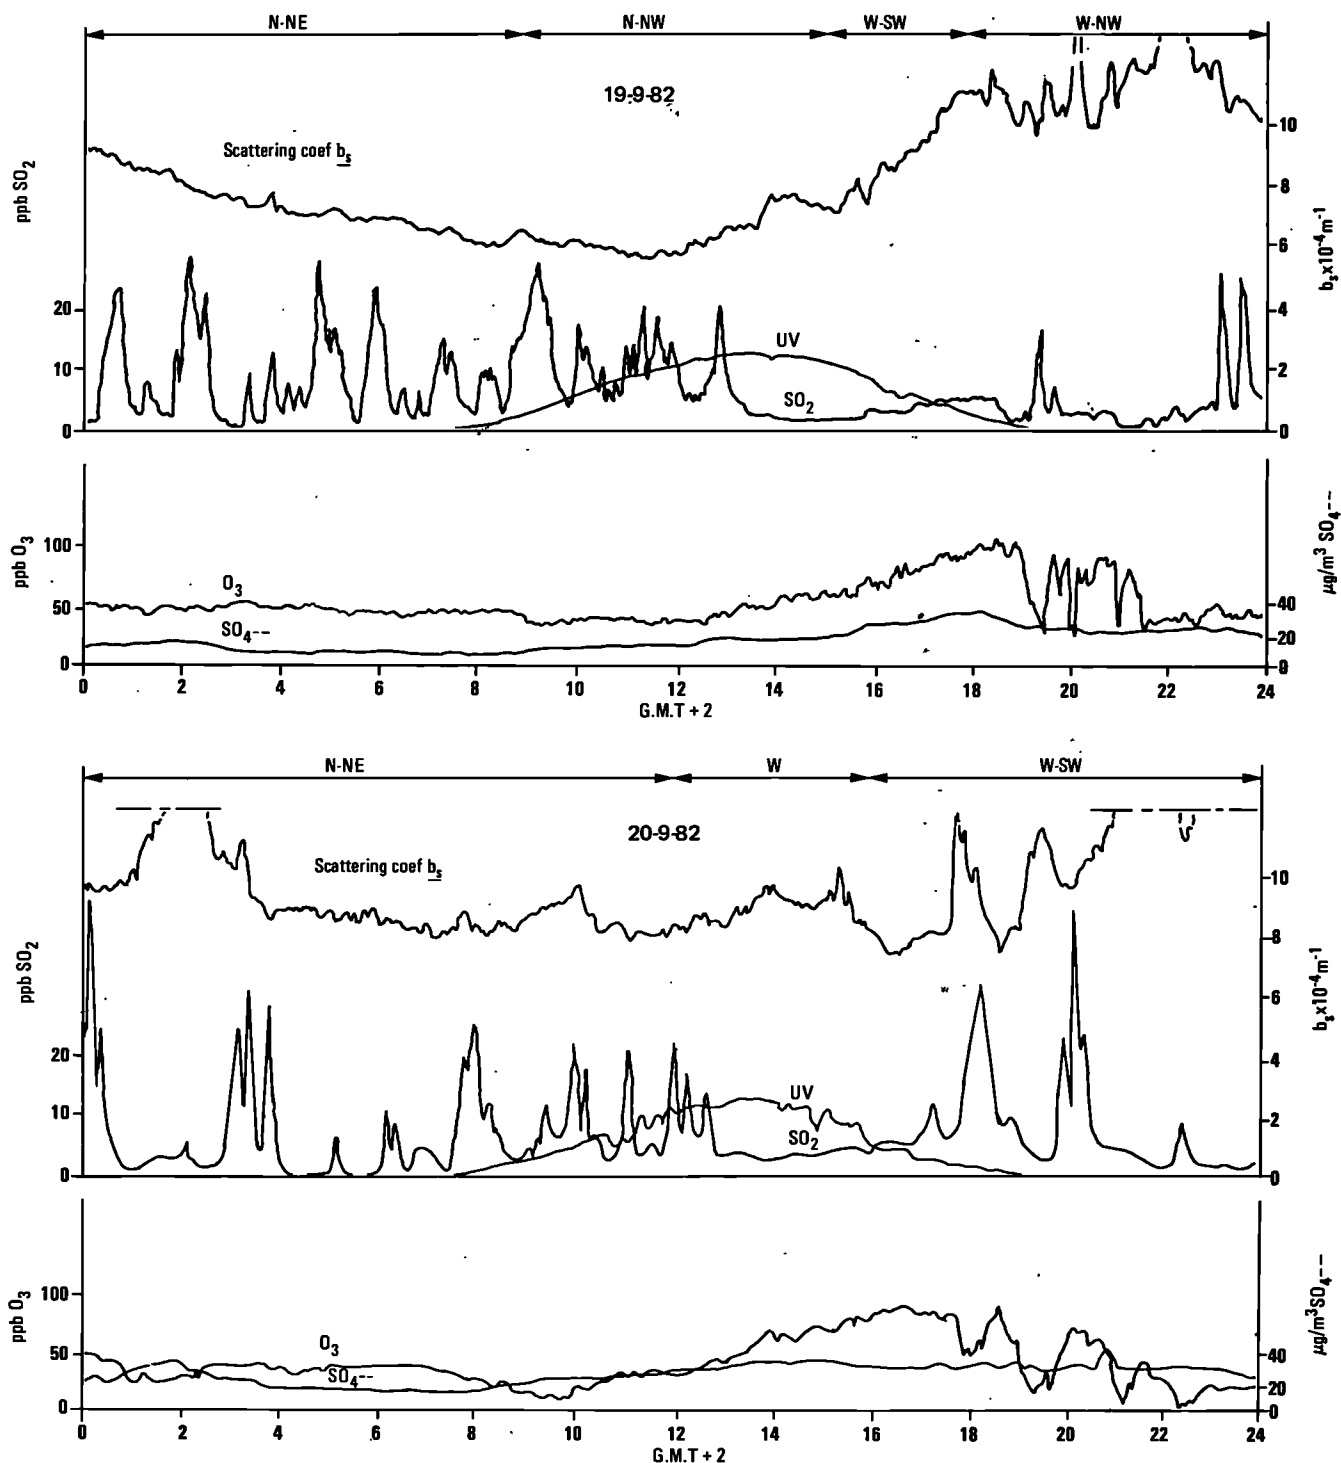 N-NE N-NW W-SW W-NW
19-9-82
Scattering coef b_s
ppb SO2
b_s x10^-4 m^-1
10
8
6
20 4
UV
10 2
SO2
0 0
ppb O3
µg/m³ SO4--
100
O3
50 40
SO4--
20
0 0
0 2 4 6 8 10 12 14 16 18 20 22 24
G.M.T + 2
N-NE W W-SW
20-9-82
Scattering coef b_s
ppb SO2
b_s x10^-4 m^-1
10
8
6
20 4
UV
10 2
SO2
0 0
ppb O3
µg/m³ SO4--
100
O3
50 40
SO4--
20
0 0
0 2 4 6 8 10 12 14 16 18 20 22 24
G.M.T + 2